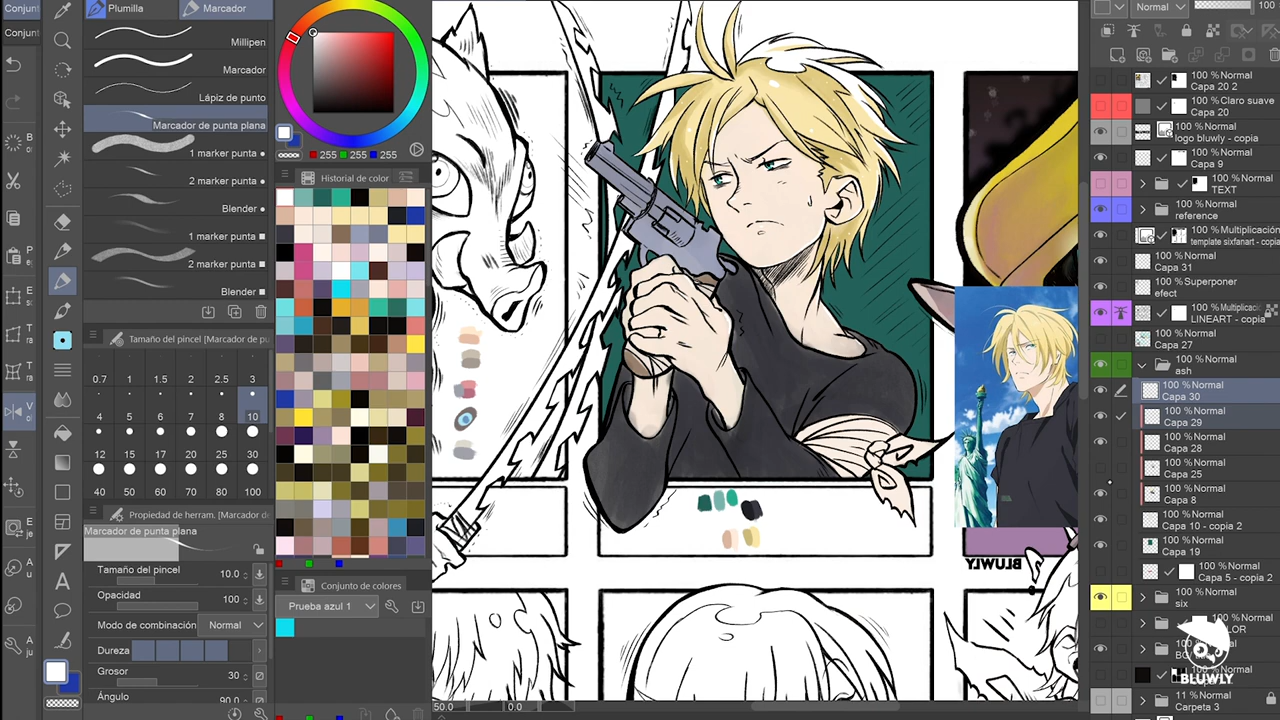 Conjun
Plumilla
Marcador
Conjun
Millipen
Marcador
Lápiz de punto
Marcador de punta plana
1 marker punta
2 marker punta
Blender
1 marker punta
2 marker punta
Blender
Tamaño del pincel [Marcador de pu
0.7 1 1.5 2 2.5 3
4 5 6 7 8 10
12 15 17 20 25 30
40 50 60 70 80 100
Propiedad de herram. [Marcador de
Marcador de punta plana
Tamaño del pincel 10.0
Opacidad 100
Modo de combinación Normal
Dureza
Grosor 30
Ángulo 90.0
255 255 255
Historial de color
Conjunto de colores
Prueba azul 1
50.0 0.0
BLUWLY
Normal 100
100 %Normal
Capa 20 2
100 %Claro suave
Capa 20
100 %Normal
logo bluwly - copia
100 %Normal
Capa 9
100 %Normal
TEXT
100 %Normal
reference
100 %Multiplicación
template sixfanart - copia
100 %Normal
Capa 31
100 %Superponer
efect
100 %Multiplicac
LINEART - copia
100 %Normal
Capa 27
100 %Normal
ash
100 %Normal
Capa 30
100 %Normal
Capa 29
100 %Normal
Capa 28
100 %Normal
Capa 25
100 %Normal
Capa 8
100 %Normal
Capa 10 - copia 2
100 %Normal
Capa 19
100 %Normal
Capa 5 - copia 2
100 %Normal
six
Normal
LOR
Normal
Normal
BLUWLY
11 %Normal
Carpeta 3